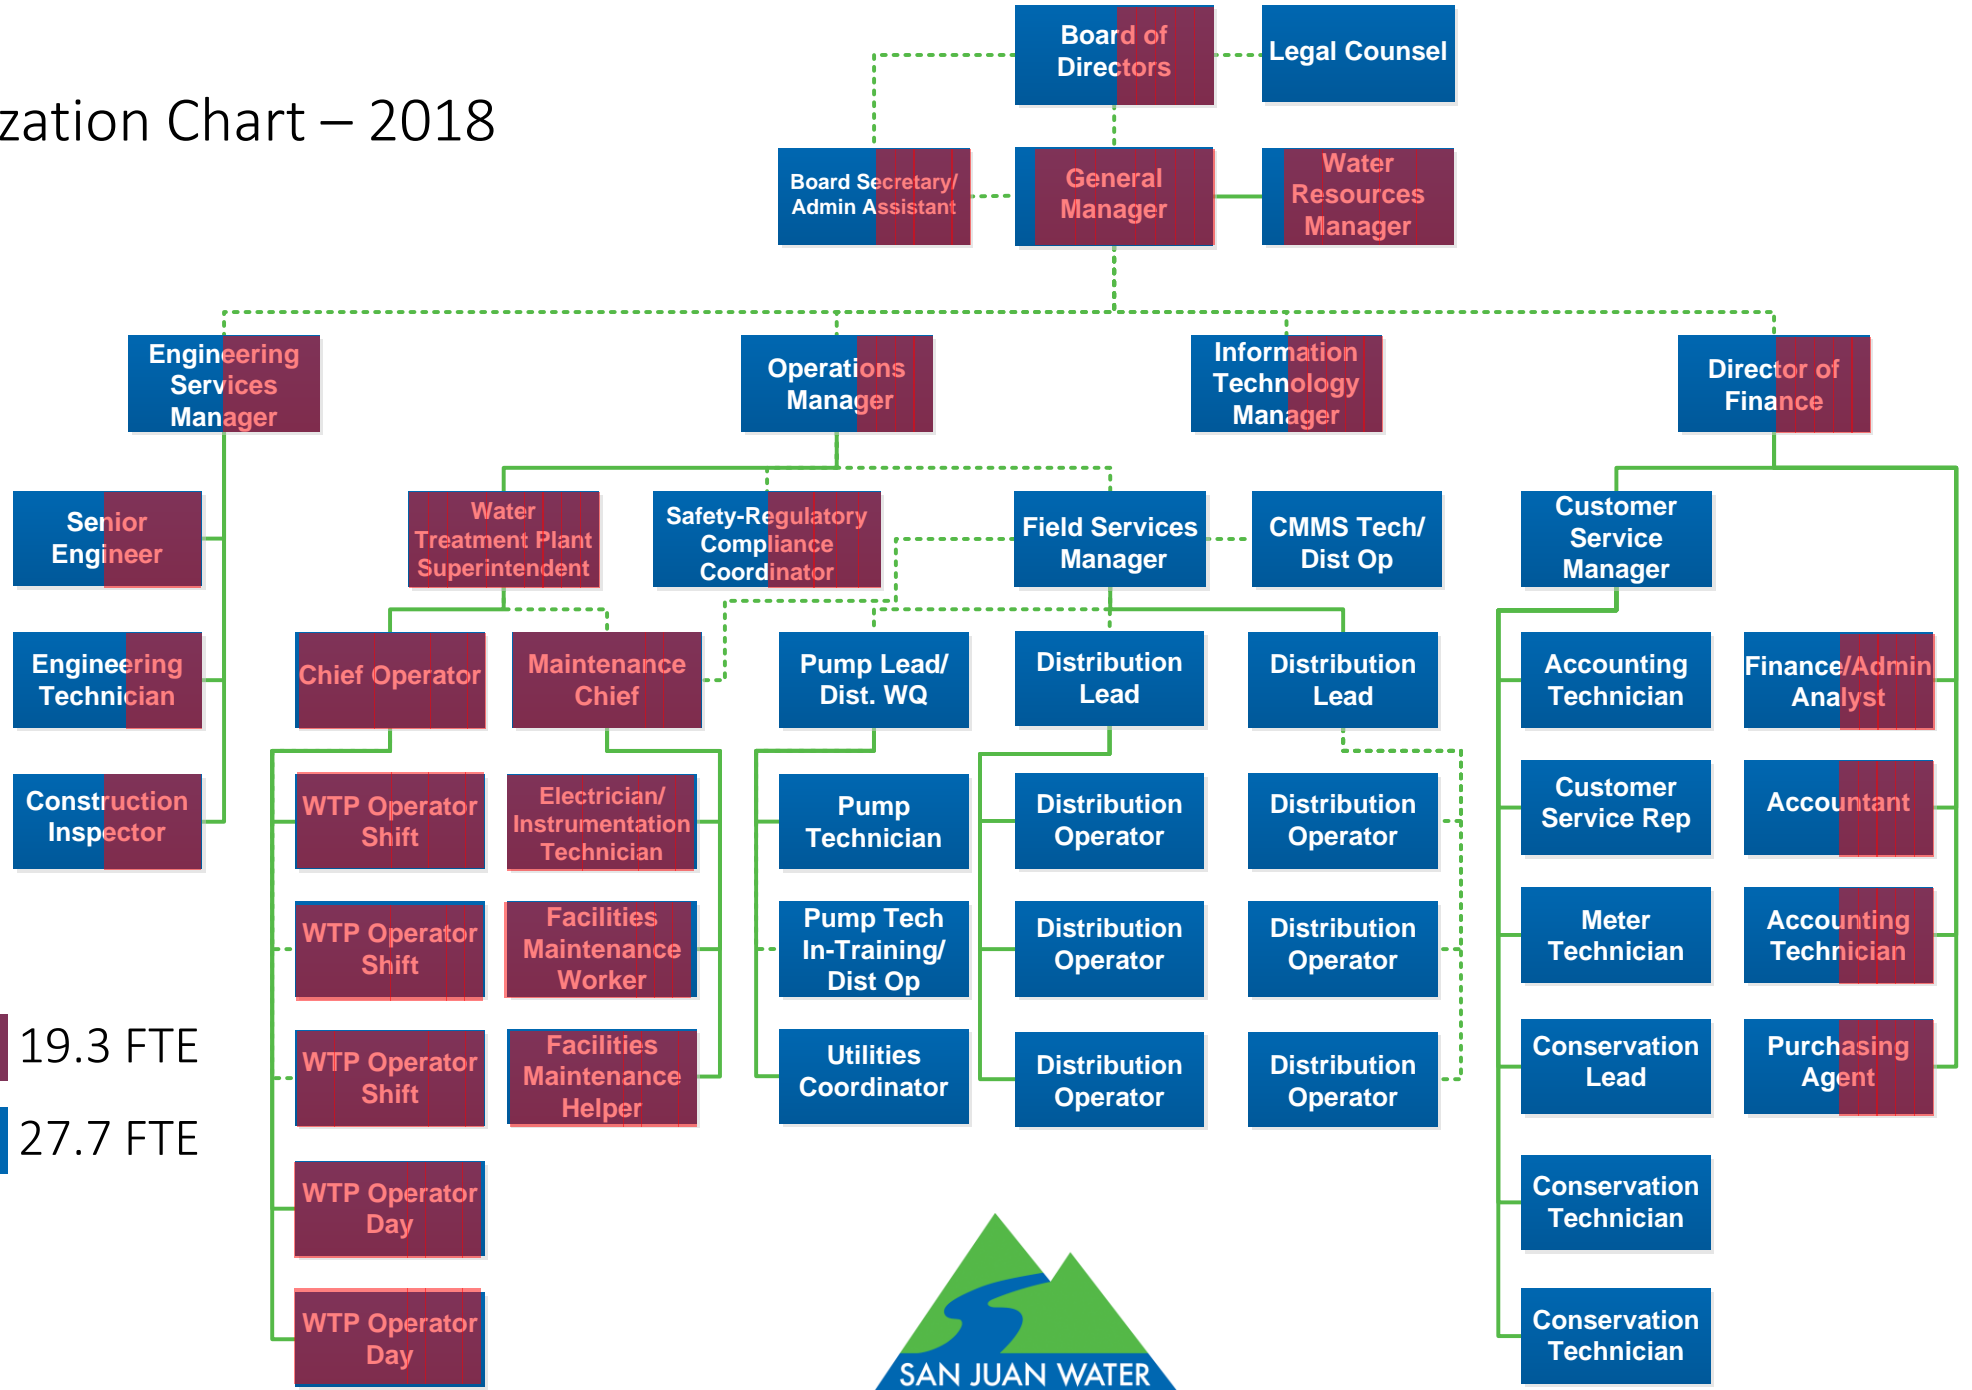 Board of
Directors
Legal Counsel
zation Chart – 2018
Board Secretary/
Admin Assistant
General
Manager
Water
Resources
Manager
Engineering
Services
Manager
Operations
Manager
Information
Technology
Manager
Director of
Finance
Senior
Engineer
Water
Treatment Plant
Superintendent
Safety-Regulatory
Compliance
Coordinator
Field Services
Manager
CMMS Tech/
Dist Op
Customer
Service
Manager
Engineering
Technician
Chief Operator
Maintenance
Chief
Pump Lead/
Dist. WQ
Distribution
Lead
Distribution
Lead
Accounting
Technician
Finance/Admin
Analyst
Construction
Inspector
WTP Operator
Shift
Electrician/
Instrumentation
Technician
Pump
Technician
Distribution
Operator
Distribution
Operator
Customer
Service Rep
Accountant
WTP Operator
Shift
Facilities
Maintenance
Worker
Pump Tech
In-Training/
Dist Op
Distribution
Operator
Distribution
Operator
Meter
Technician
Accounting
Technician
19.3 FTE
WTP Operator
Shift
Facilities
Maintenance
Helper
Utilities
Coordinator
Distribution
Operator
Distribution
Operator
Conservation
Lead
Purchasing
Agent
27.7 FTE
WTP Operator
Day
Conservation
Technician
WTP Operator
Day
Conservation
Technician
SAN JUAN WATER